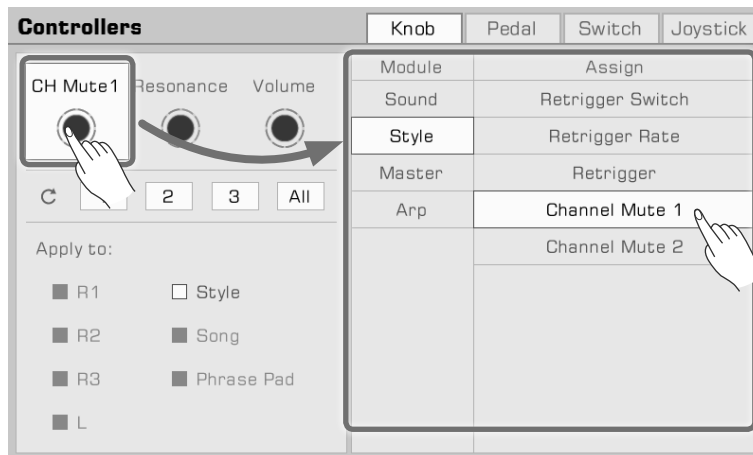 Controllers
Knob Pedal Switch Joystick
CH Mute1 Resonance Volume
2 3 All
Apply to:
R1 Style
R2 Song
R3 Phrase Pad
L
Module Assign
Sound Retrigger Switch
Style Retrigger Rate
Master Retrigger
Arp Channel Mute 1
Channel Mute 2